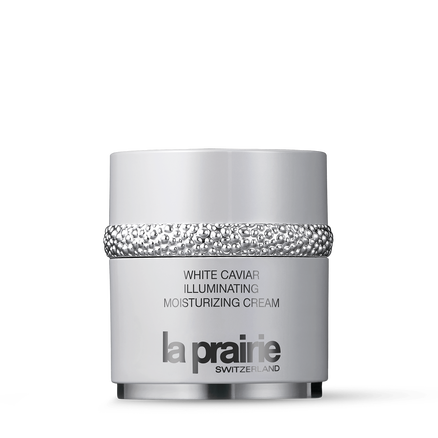 WHITE CAVIAR
ILLUMINATING
MOISTURIZING CREAM
la prairie
SWITZERLAND